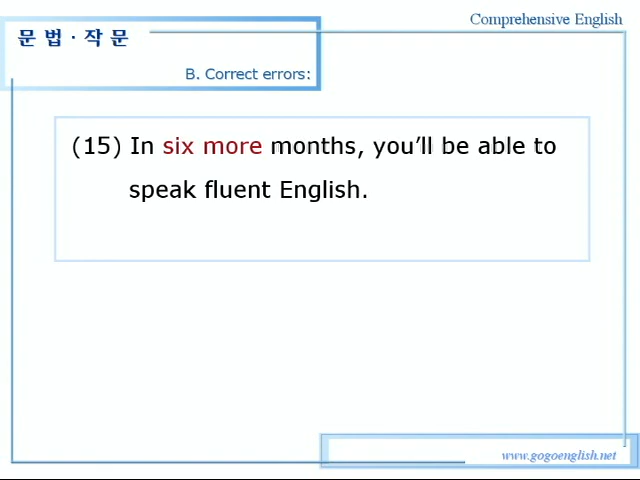 Comprehensive English
문 법 · 작 문
B. Correct errors:
(15) In six more months, you'll be able to
speak fluent English.
www.gogoenglish.net